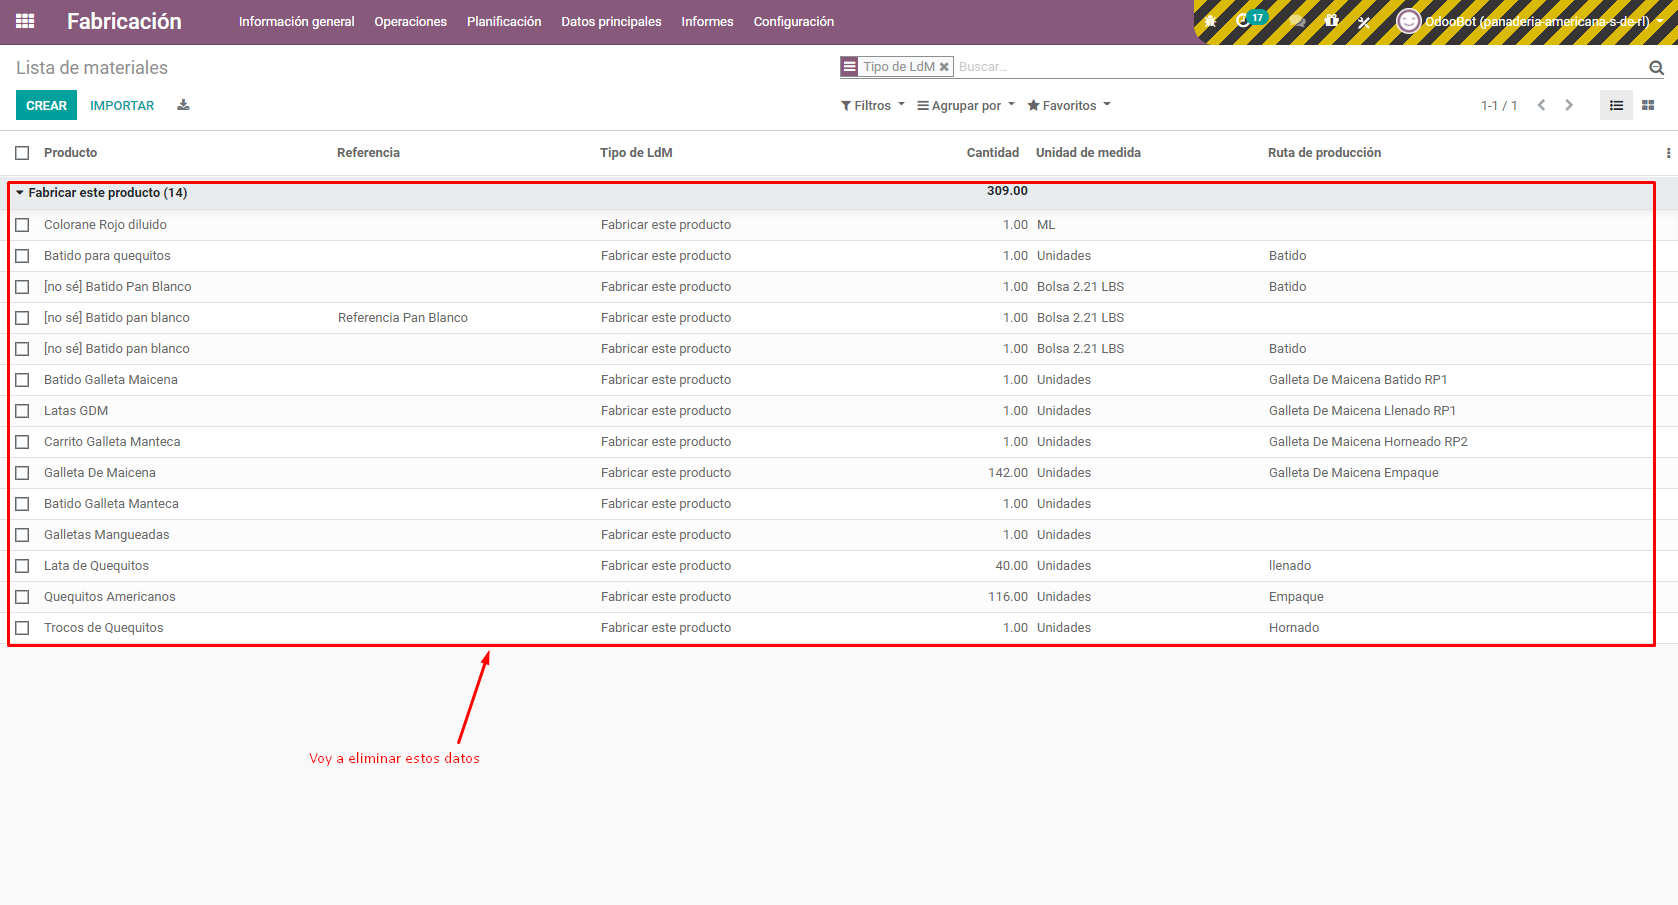 Fabricación Información general Operaciones Planificación Datos principales Informes Configuración 17 OdooBot (panaderia-americana-s-de-rl)
Lista de materiales Tipo de LdM Buscar...
CREAR IMPORTAR Filtros Agrupar por Favoritos 1-1 / 1
Producto Referencia Tipo de LdM Cantidad Unidad de medida Ruta de producción
Fabricar este producto (14) 309.00
Colorane Rojo diluido Fabricar este producto 1.00 ML
Batido para quequitos Fabricar este producto 1.00 Unidades Batido
[no sé] Batido Pan Blanco Fabricar este producto 1.00 Bolsa 2.21 LBS Batido
[no sé] Batido pan blanco Referencia Pan Blanco Fabricar este producto 1.00 Bolsa 2.21 LBS
[no sé] Batido pan blanco Fabricar este producto 1.00 Bolsa 2.21 LBS Batido
Batido Galleta Maicena Fabricar este producto 1.00 Unidades Galleta De Maicena Batido RP1
Latas GDM Fabricar este producto 1.00 Unidades Galleta De Maicena Llenado RP1
Carrito Galleta Manteca Fabricar este producto 1.00 Unidades Galleta De Maicena Horneado RP2
Galleta De Maicena Fabricar este producto 142.00 Unidades Galleta De Maicena Empaque
Batido Galleta Manteca Fabricar este producto 1.00 Unidades
Galletas Mangueadas Fabricar este producto 1.00 Unidades
Lata de Quequitos Fabricar este producto 40.00 Unidades llenado
Quequitos Americanos Fabricar este producto 116.00 Unidades Empaque
Trocos de Quequitos Fabricar este producto 1.00 Unidades Hornado
Voy a eliminar estos datos